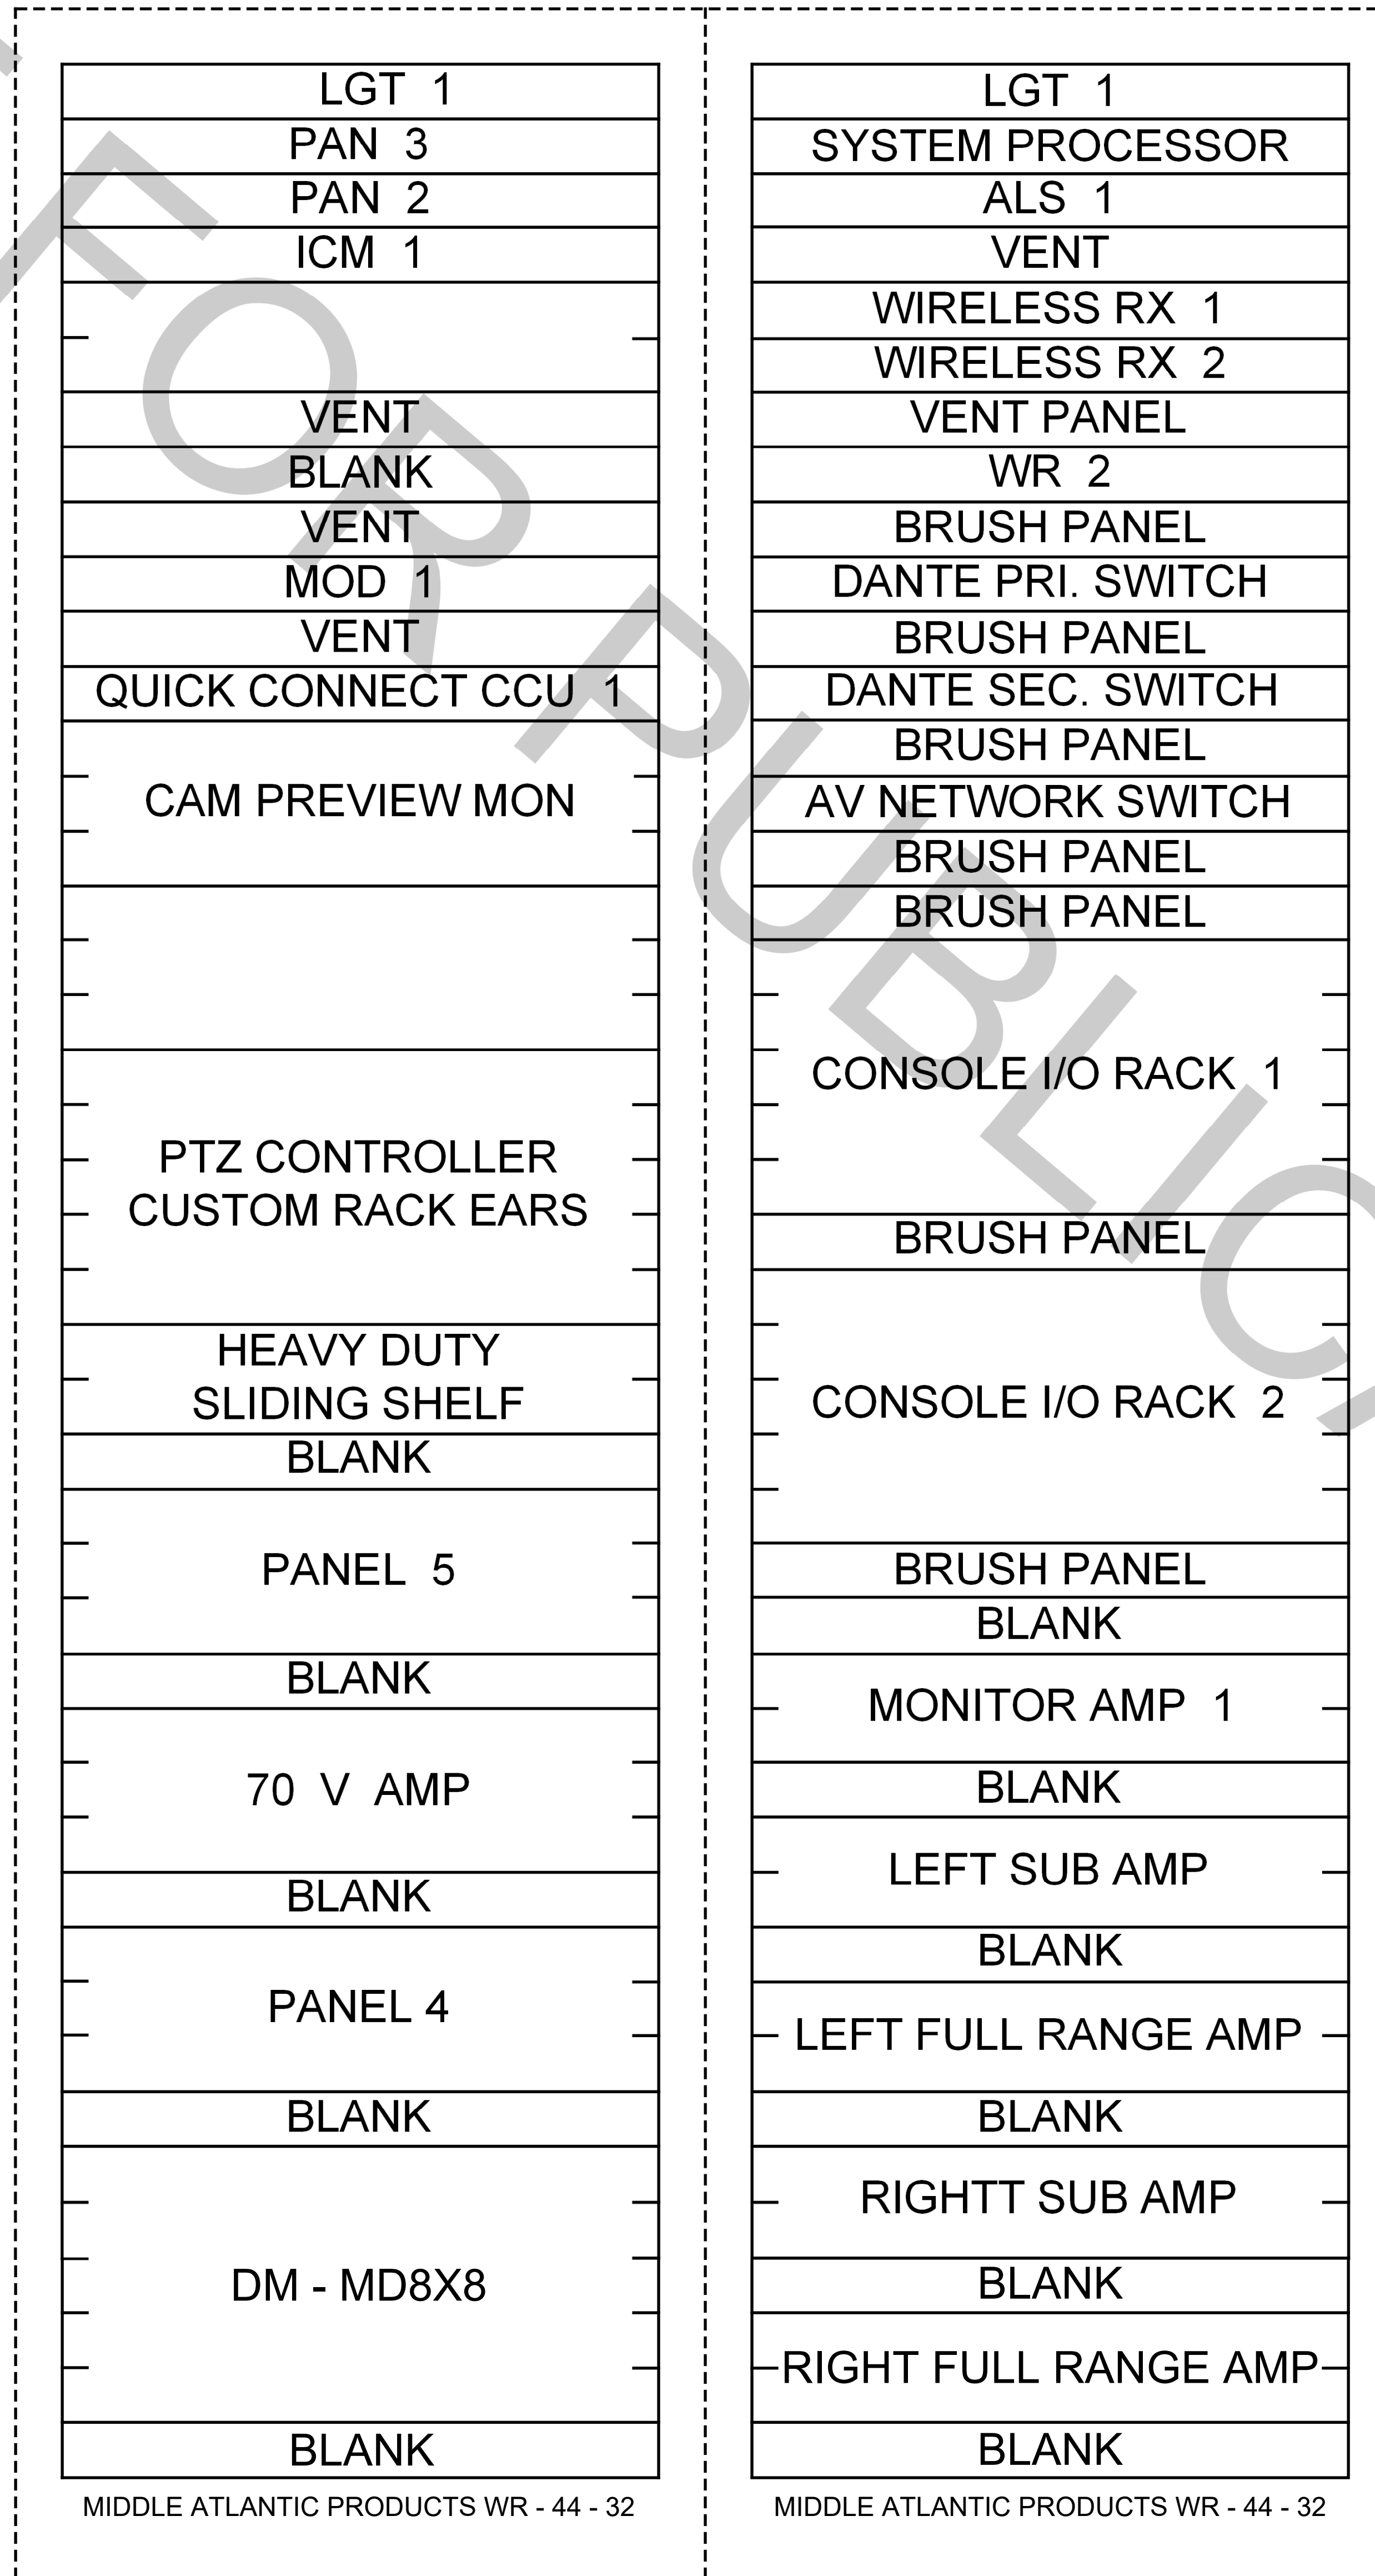 LGT 1
PAN 3
PAN 2
ICM 1
VENT
BLANK
VENT
MOD 1
VENT
QUICK CONNECT CCU 1
CAM PREVIEW MON
PTZ CONTROLLER
CUSTOM RACK EARS
HEAVY DUTY
SLIDING SHELF
BLANK
PANEL 5
BLANK
70 V AMP
BLANK
PANEL 4
BLANK
DM - MD8X8
BLANK
MIDDLE ATLANTIC PRODUCTS WR - 44 - 32
LGT 1
SYSTEM PROCESSOR
ALS 1
VENT
WIRELESS RX 1
WIRELESS RX 2
VENT PANEL
WR 2
BRUSH PANEL
DANTE PRI. SWITCH
BRUSH PANEL
DANTE SEC. SWITCH
BRUSH PANEL
AV NETWORK SWITCH
BRUSH PANEL
BRUSH PANEL
CONSOLE I/O RACK 1
BRUSH PANEL
CONSOLE I/O RACK 2
BRUSH PANEL
BLANK
MONITOR AMP 1
BLANK
LEFT SUB AMP
BLANK
LEFT FULL RANGE AMP
BLANK
RIGHTT SUB AMP
BLANK
RIGHT FULL RANGE AMP
BLANK
MIDDLE ATLANTIC PRODUCTS WR - 44 - 32
FOR PUBLIC